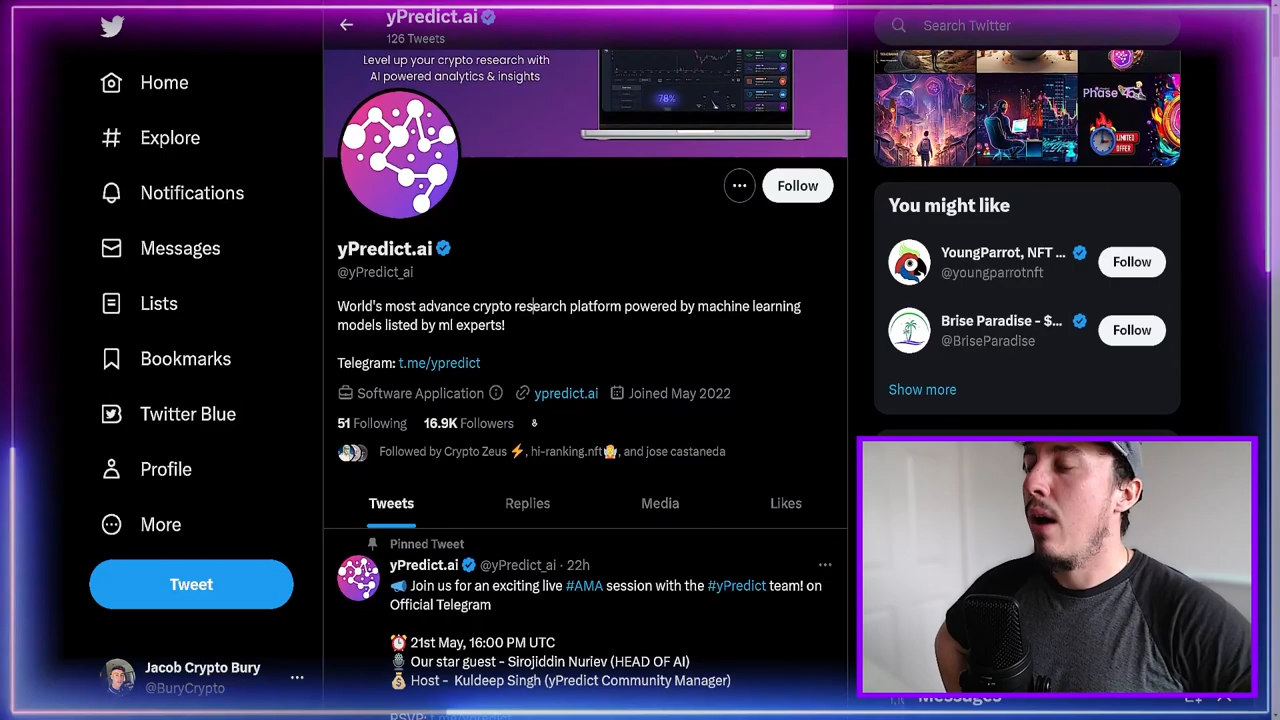 yPredict.ai
126 Tweets
Search Twitter
Level up your crypto research with
AI powered analytics & insights
78%
Phase
LIMITED
OFFER
Home
Explore
Notifications
Messages
Lists
Bookmarks
Twitter Blue
Profile
More
Tweet
Jacob Crypto Bury
@BuryCrypto
Follow
yPredict.ai
@yPredict_ai
World's most advance crypto research platform powered by machine learning
models listed by ml experts!
Telegram: t.me/ypredict
Software Application
ypredict.ai
Joined May 2022
51 Following 16.9K Followers
Followed by Crypto Zeus ⚡, hi-ranking.nft, and jose castaneda
Tweets Replies Media Likes
Pinned Tweet
yPredict.ai @yPredict_ai · 22h
📣 Join us for an exciting live #AMA session with the #yPredict team! on
Official Telegram
⏰ 21st May, 16:00 PM UTC
🎙️ Our star guest - Sirojiddin Nuriev (HEAD OF AI)
💰 Host - Kuldeep Singh (yPredict Community Manager)
RSVP: t.me/ypredict
You might like
YoungParrot, NFT ...
@youngparrotnft
Follow
Brise Paradise - $...
@BriseParadise
Follow
Show more
Messages